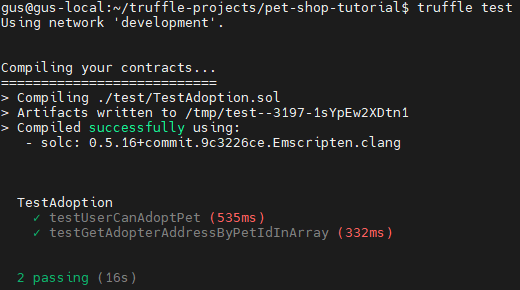 gus@gus-local:~/truffle-projects/pet-shop-tutorial$ truffle test
Using network 'development'.
Compiling your contracts...
===========================
> Compiling ./test/TestAdoption.sol
> Artifacts written to /tmp/test--3197-1sYpEw2XDtn1
> Compiled successfully using:
- solc: 0.5.16+commit.9c3226ce.Emscripten.clang
TestAdoption
✓ testUserCanAdoptPet (535ms)
✓ testGetAdopterAddressByPetIdInArray (332ms)
2 passing (16s)